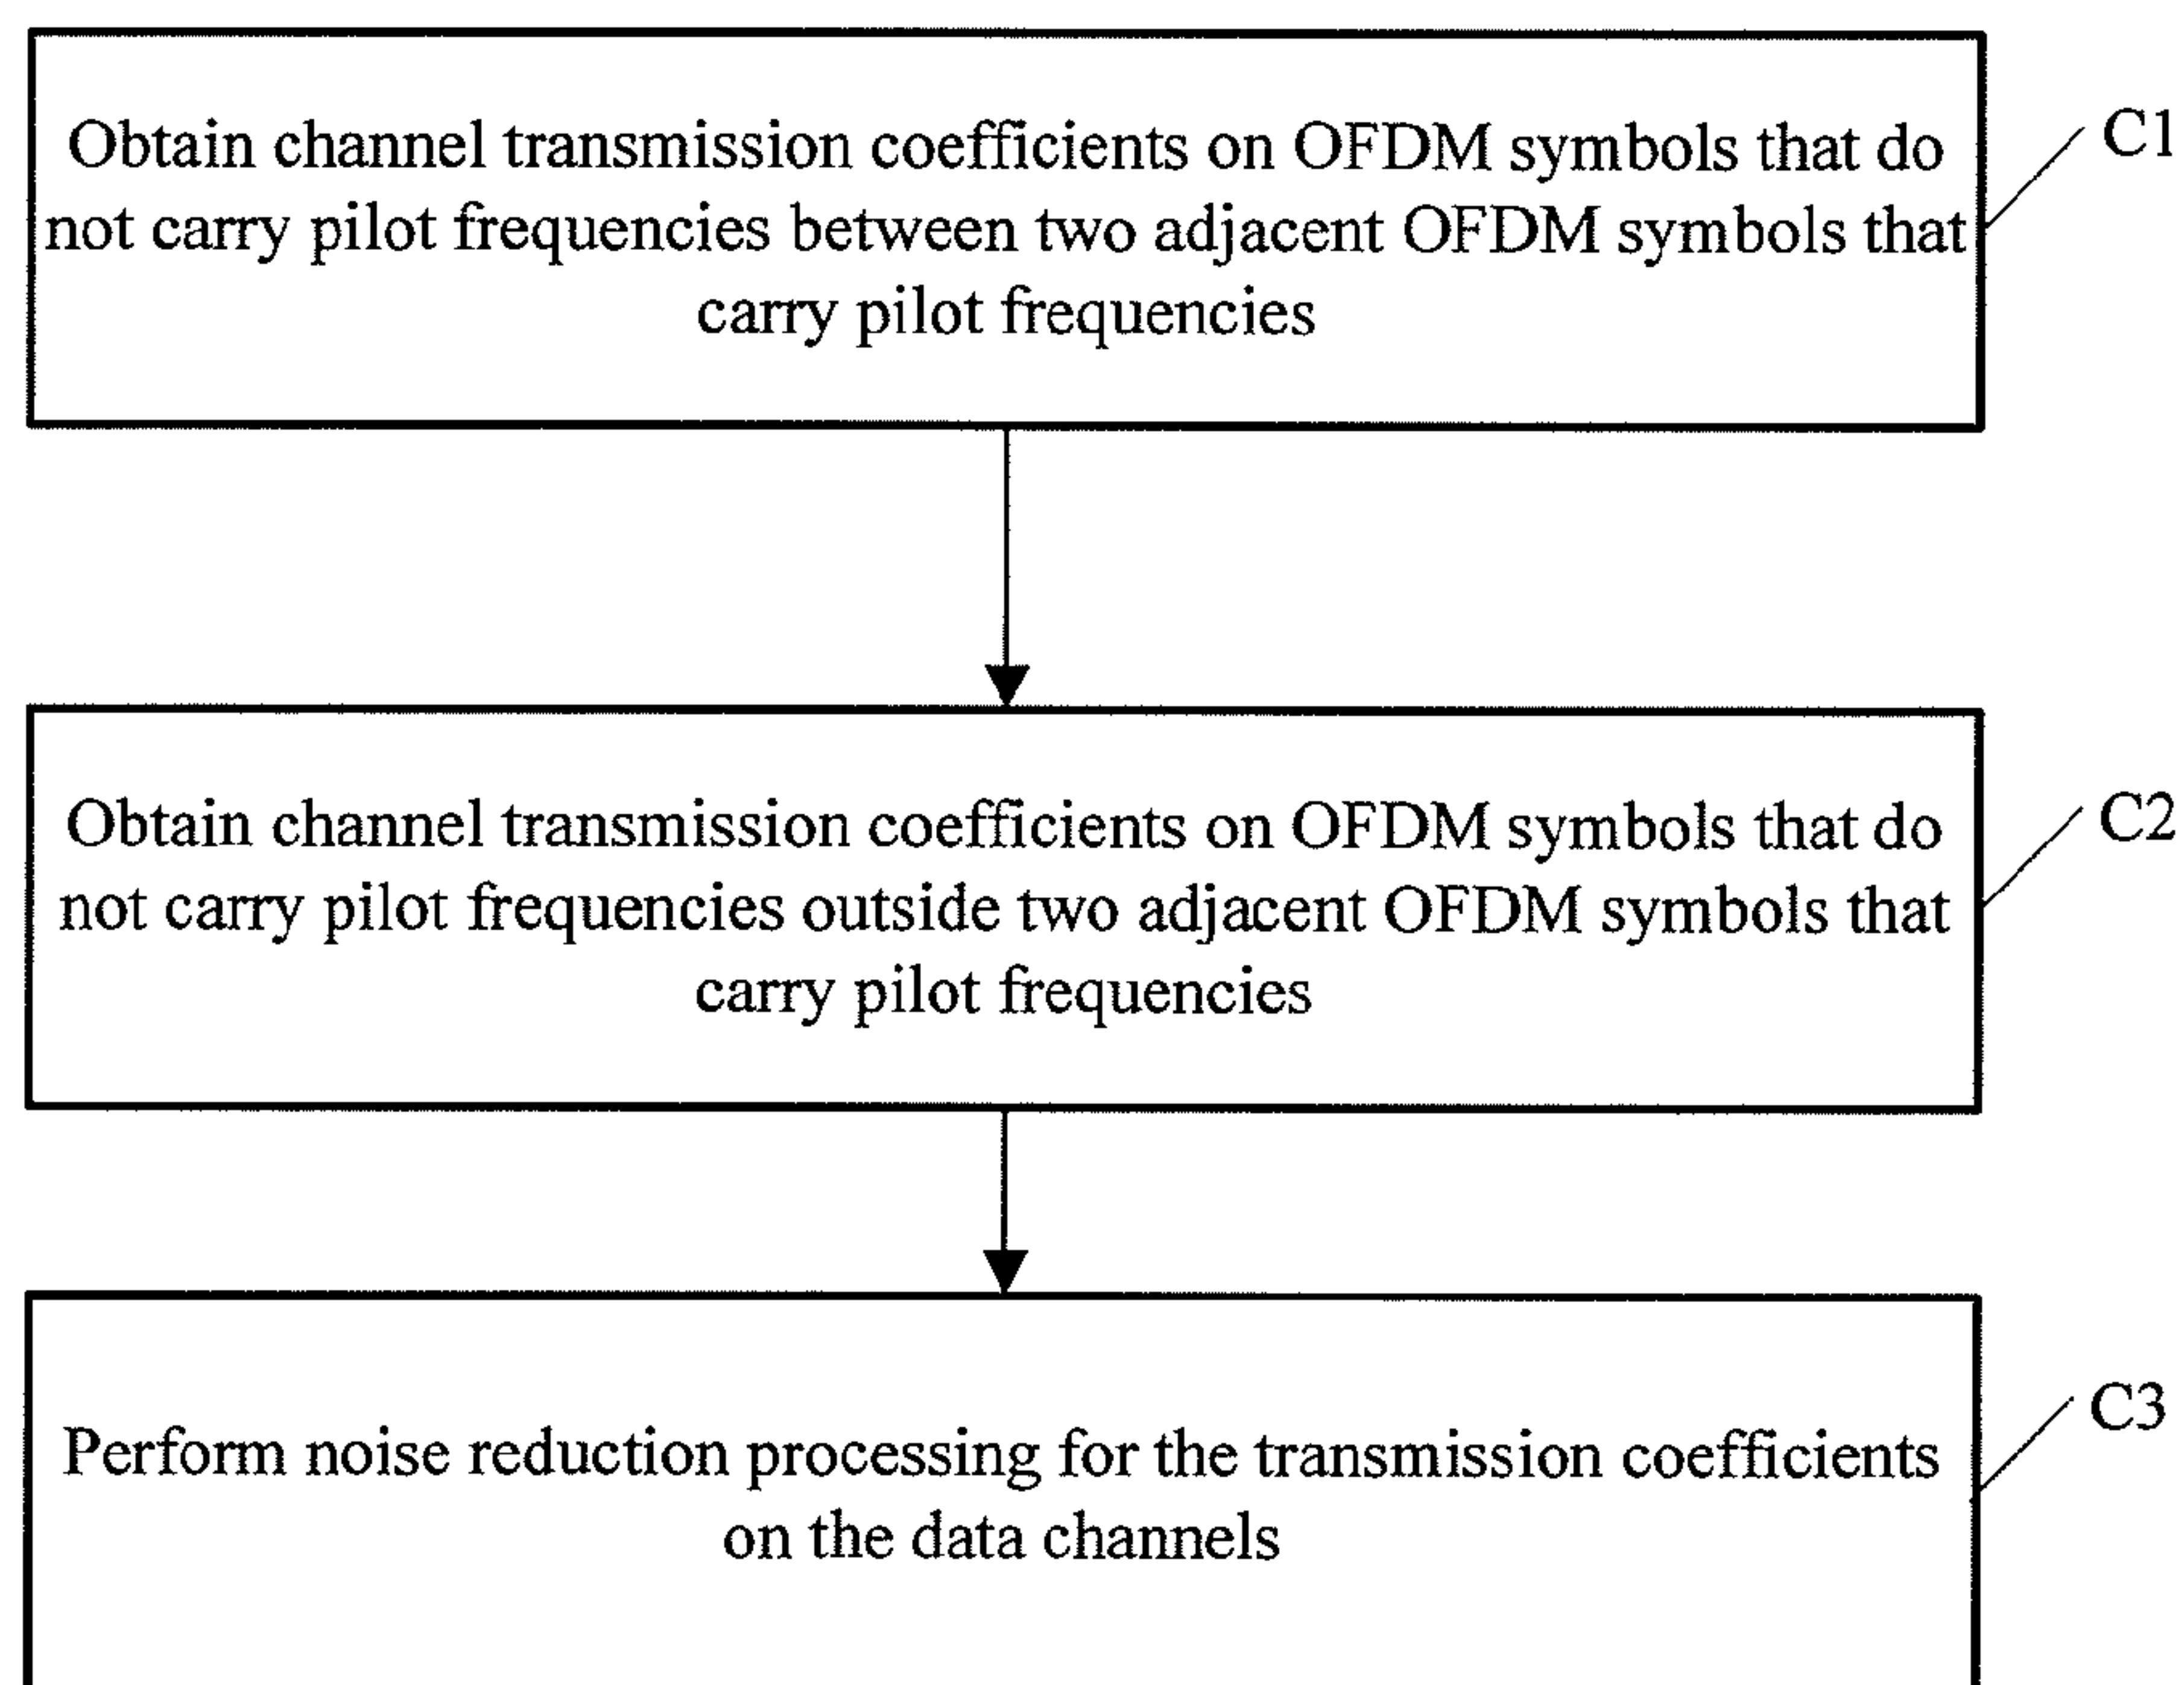 Obtain channel transmission coefficients on OFDM symbols that do
not carry pilot frequencies between two adjacent OFDM symbols that
carry pilot frequencies
C1
Obtain channel transmission coefficients on OFDM symbols that do
not carry pilot frequencies outside two adjacent OFDM symbols that
carry pilot frequencies
C2
Perform noise reduction processing for the transmission coefficients
on the data channels
C3